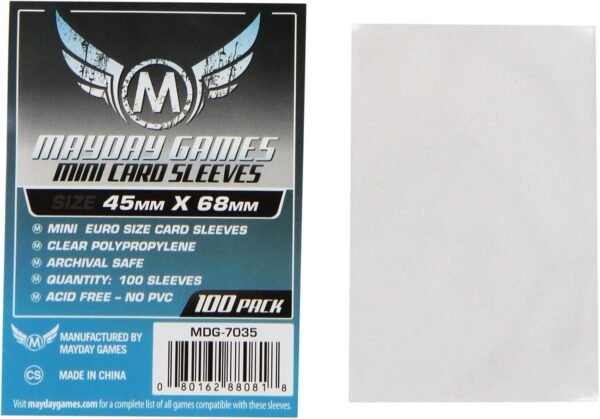 M
MAYDAY GAMES
MINI CARD SLEEVES
SIZE 45MM X 68MM
M MINI EURO SIZE CARD SLEEVES
M CLEAR POLYPROPYLENE
M ARCHIVAL SAFE
M QUANTITY: 100 SLEEVES
M ACID FREE – NO PVC
100 PACK
M MANUFACTURED BY
MAYDAY GAMES
CS MADE IN CHINA
MDG-7035
0 80162 88081 8
Visit maydaygames.com for a complete list of all games compatible with these sleeves.